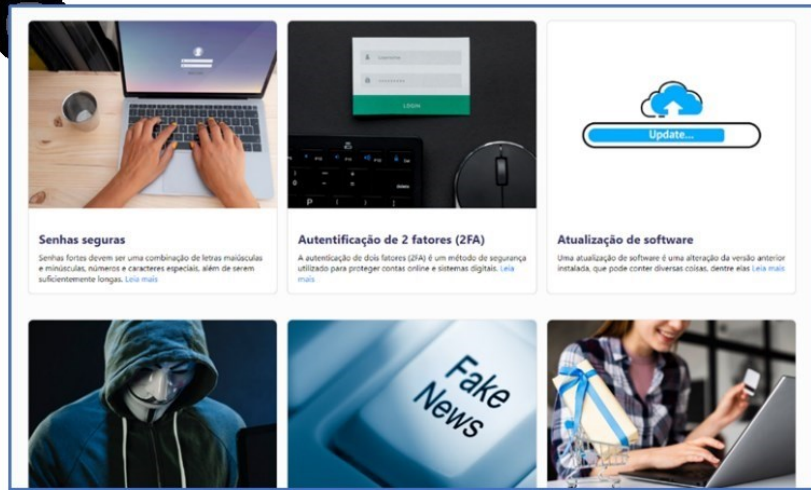 LOGIN
Update...
Senhas seguras
Senhas fortes devem ser uma combinação de letras maiúsculas
e minúsculas, números e caracteres especiais, além de serem
suficientemente longas. Leia mais
Autentificação de 2 fatores (2FA)
A autenticação de dois fatores (2FA) é um método de segurança
utilizado para proteger contas online e sistemas digitais. Leia
mais
Atualização de software
Uma atualização de software é uma alteração da versão anterior
instalada, que pode conter diversas coisas, dentre elas Leia mais
Fake
News